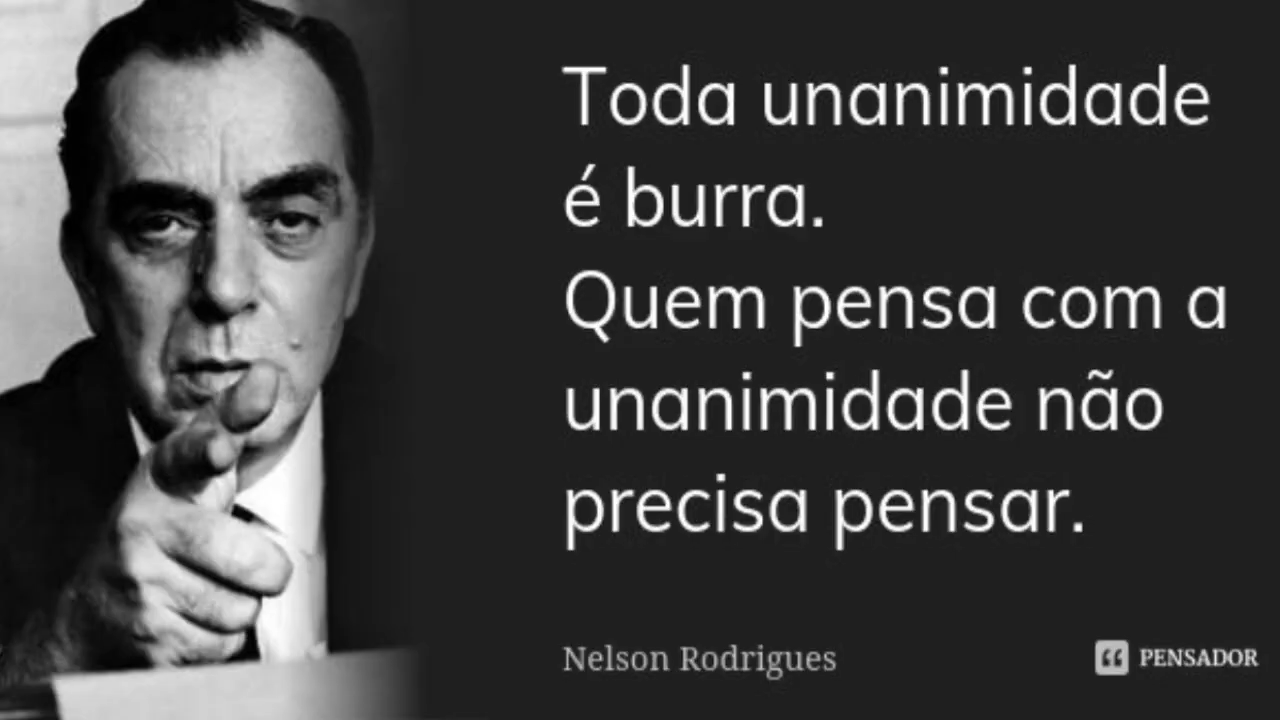 Toda unanimidade
é burra.
Quem pensa com a
unanimidade não
precisa pensar.
Nelson Rodrigues
PENSADOR